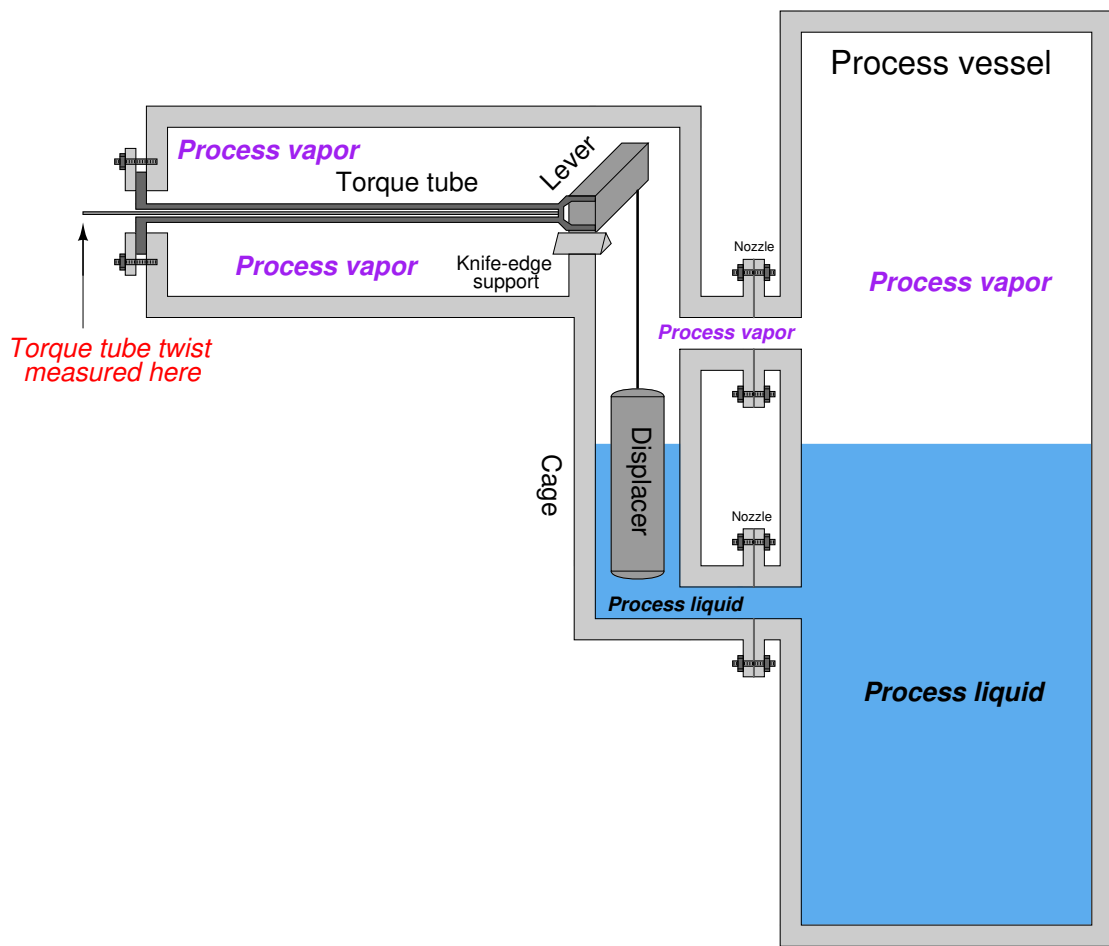 Process vessel
Process vapor
Lever
Torque tube
Nozzle
Process vapor
Knife-edge
support
Process vapor
Process vapor
Torque tube twist
measured here
Displacer
Cage
Nozzle
Process liquid
Process liquid